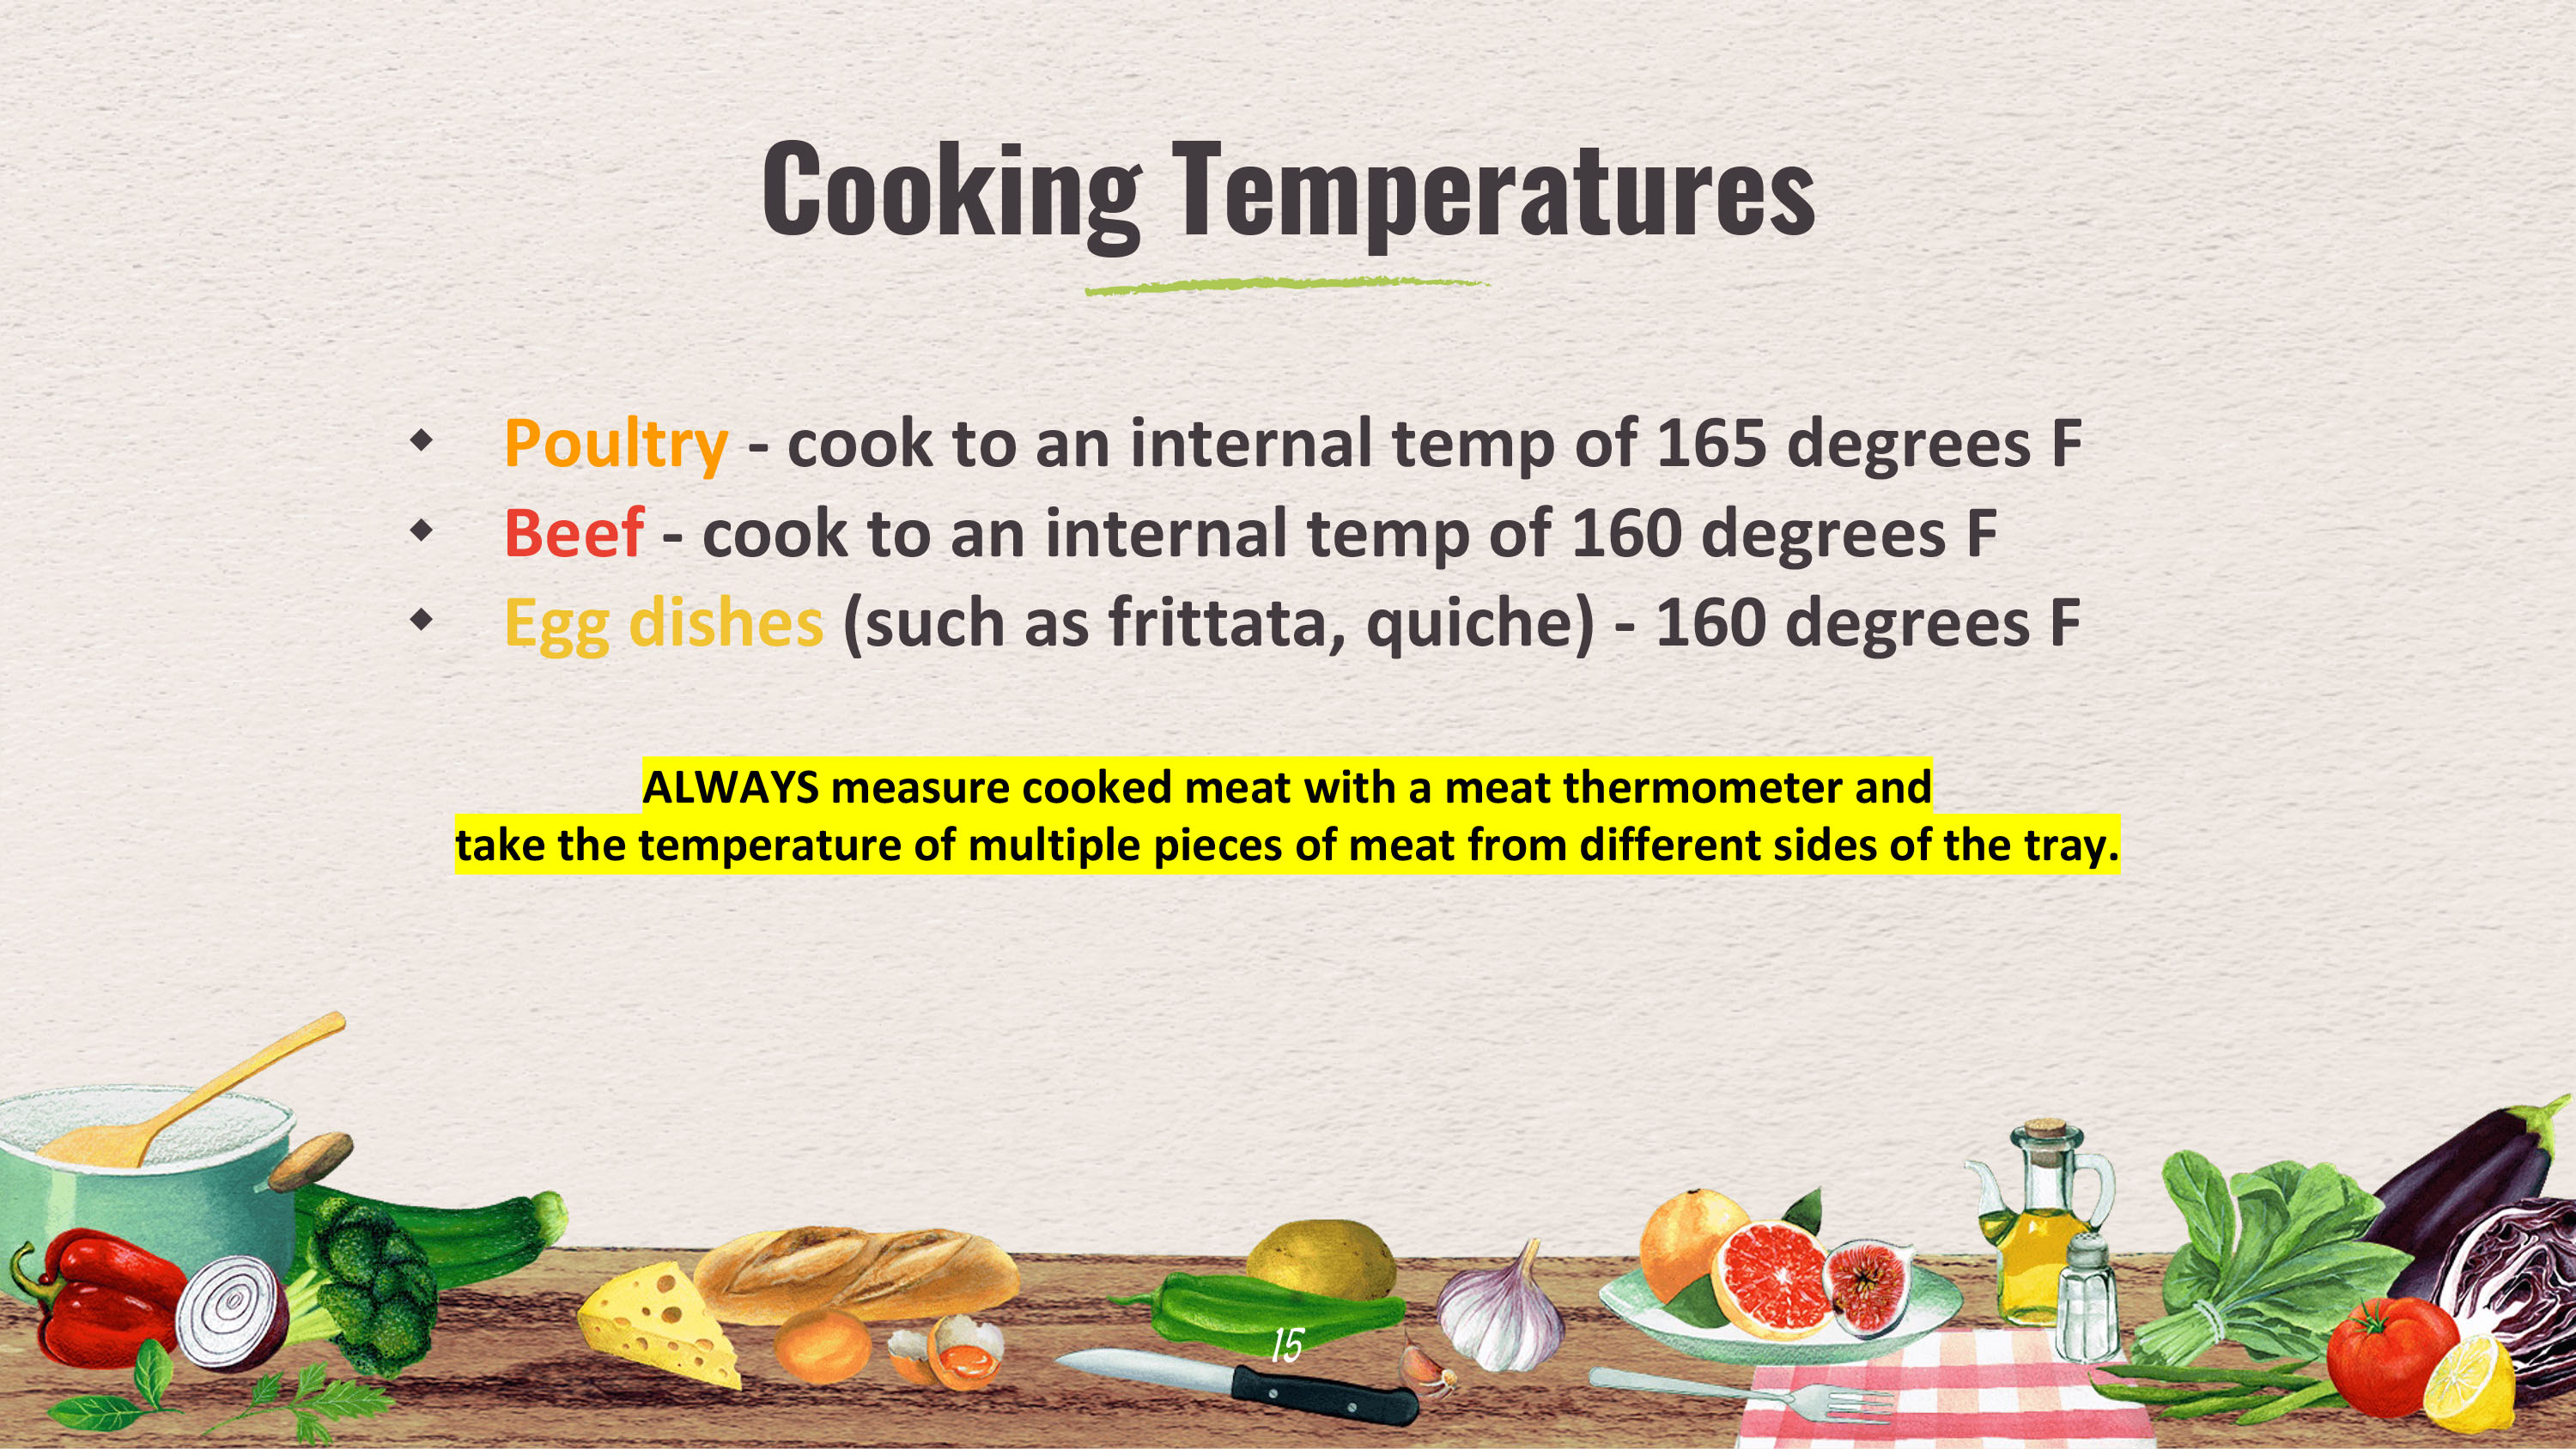 Cooking Temperatures
◆ Poultry - cook to an internal temp of 165 degrees F
◆ Beef - cook to an internal temp of 160 degrees F
◆ Egg dishes (such as frittata, quiche) - 160 degrees F
ALWAYS measure cooked meat with a meat thermometer and
take the temperature of multiple pieces of meat from different sides of the tray.
15